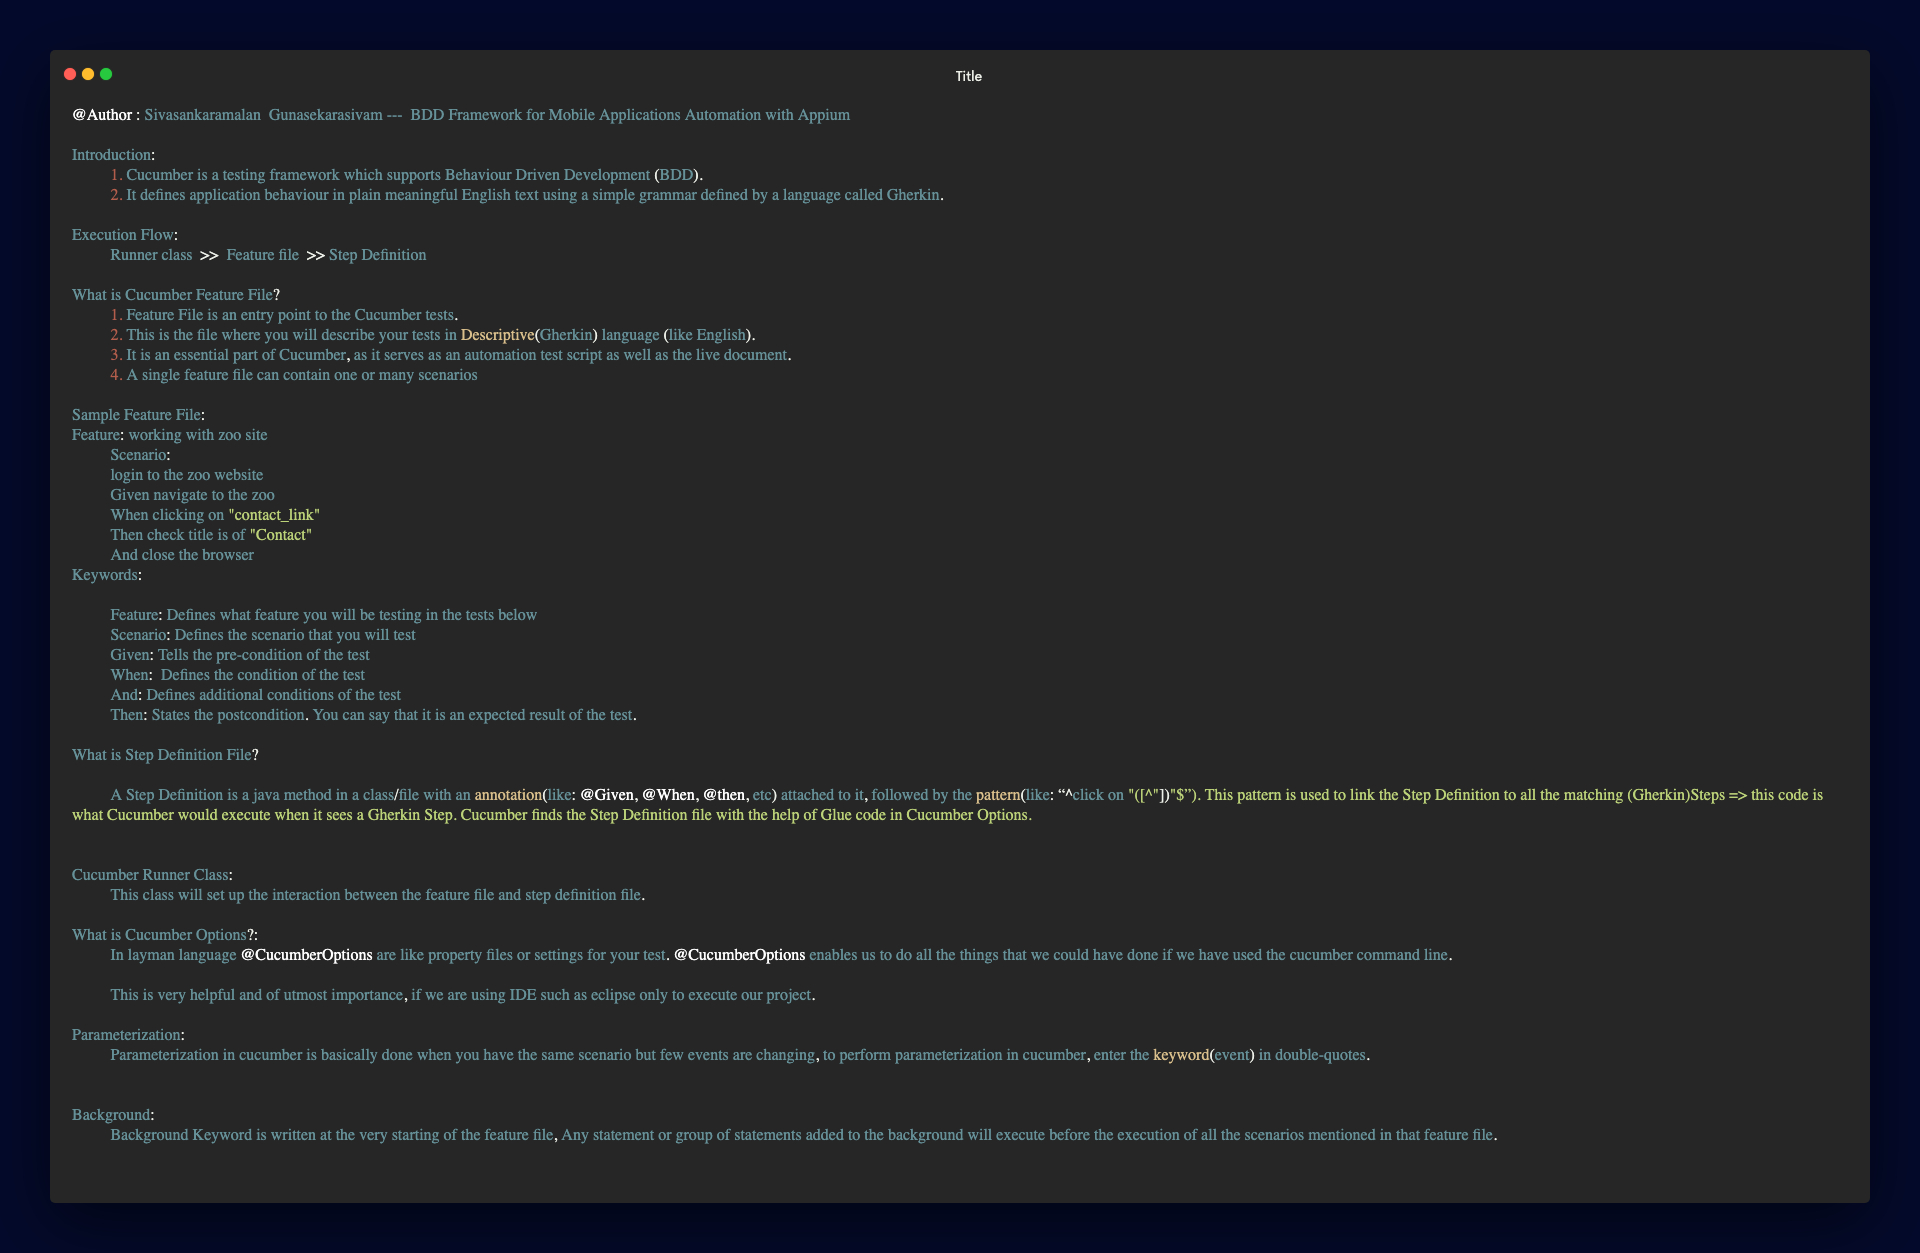 Title
@Author : Sivasankaramalan  Gunasekarasivam ---  BDD Framework for Mobile Applications Automation with Appium
Introduction:
1. Cucumber is a testing framework which supports Behaviour Driven Development (BDD).
2. It defines application behaviour in plain meaningful English text using a simple grammar defined by a language called Gherkin.
Execution Flow:
Runner class  >>  Feature file  >> Step Definition
What is Cucumber Feature File?
1. Feature File is an entry point to the Cucumber tests.
2. This is the file where you will describe your tests in Descriptive(Gherkin) language (like English).
3. It is an essential part of Cucumber, as it serves as an automation test script as well as the live document.
4. A single feature file can contain one or many scenarios
Sample Feature File:
Feature: working with zoo site
Scenario:
login to the zoo website
Given navigate to the zoo
When clicking on "contact_link"
Then check title is of "Contact"
And close the browser
Keywords:
Feature: Defines what feature you will be testing in the tests below
Scenario: Defines the scenario that you will test
Given: Tells the pre-condition of the test
When:  Defines the condition of the test
And: Defines additional conditions of the test
Then: States the postcondition. You can say that it is an expected result of the test.
What is Step Definition File?
A Step Definition is a java method in a class/file with an annotation(like: @Given, @When, @then, etc) attached to it, followed by the pattern(like: “^click on "([^"])"$”). This pattern is used to link the Step Definition to all the matching (Gherkin)Steps => this code is
what Cucumber would execute when it sees a Gherkin Step. Cucumber finds the Step Definition file with the help of Glue code in Cucumber Options.
Cucumber Runner Class:
This class will set up the interaction between the feature file and step definition file.
What is Cucumber Options?:
In layman language @CucumberOptions are like property files or settings for your test. @CucumberOptions enables us to do all the things that we could have done if we have used the cucumber command line.
This is very helpful and of utmost importance, if we are using IDE such as eclipse only to execute our project.
Parameterization:
Parameterization in cucumber is basically done when you have the same scenario but few events are changing, to perform parameterization in cucumber, enter the keyword(event) in double-quotes.
Background:
Background Keyword is written at the very starting of the feature file, Any statement or group of statements added to the background will execute before the execution of all the scenarios mentioned in that feature file.